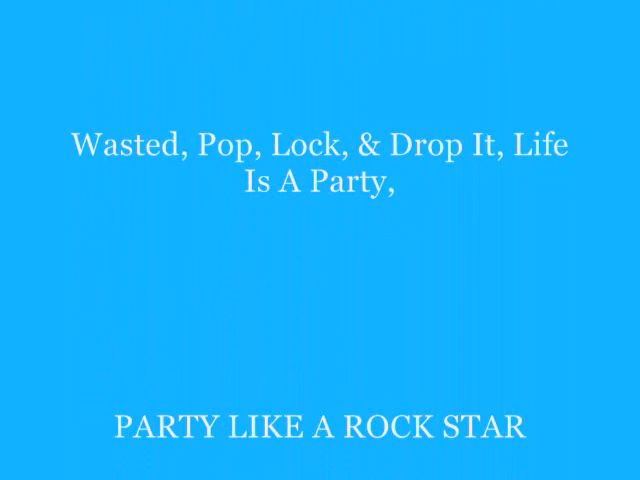 Wasted, Pop, Lock, & Drop It, Life
Is A Party,
PARTY LIKE A ROCK STAR